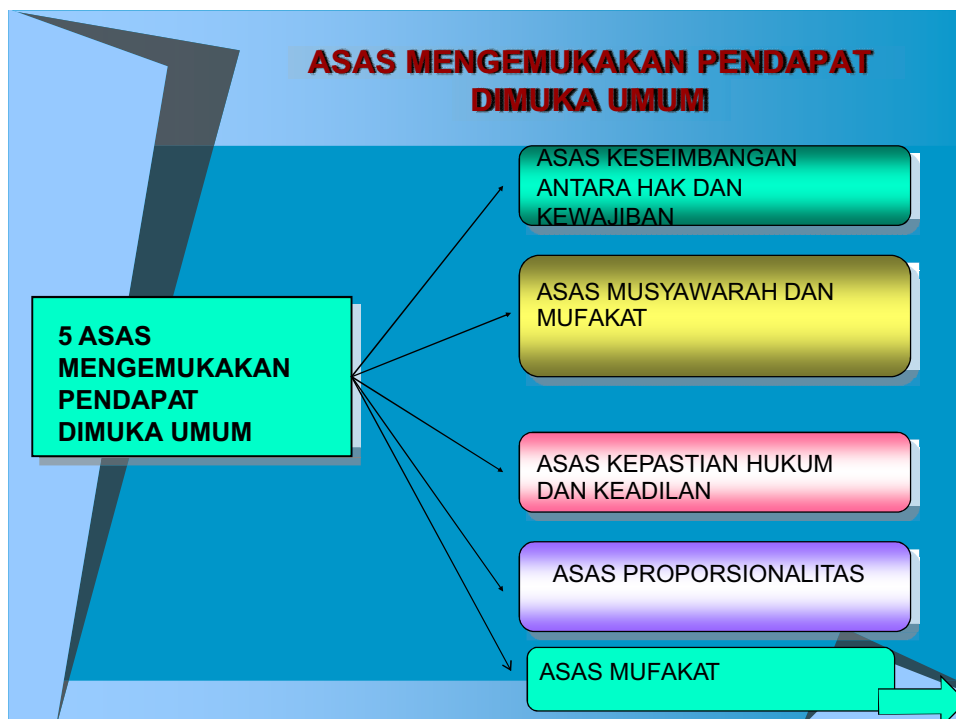 ASAS MENGEMUKAKAN PENDAPAT
DIMUKA UMUM
5 ASAS
MENGEMUKAKAN
PENDAPAT
DIMUKA UMUM
ASAS KESEIMBANGAN
ANTARA HAK DAN
KEWAJIBAN
ASAS MUSYAWARAH DAN
MUFAKAT
ASAS KEPASTIAN HUKUM
DAN KEADILAN
ASAS PROPORSIONALITAS
ASAS MUFAKAT